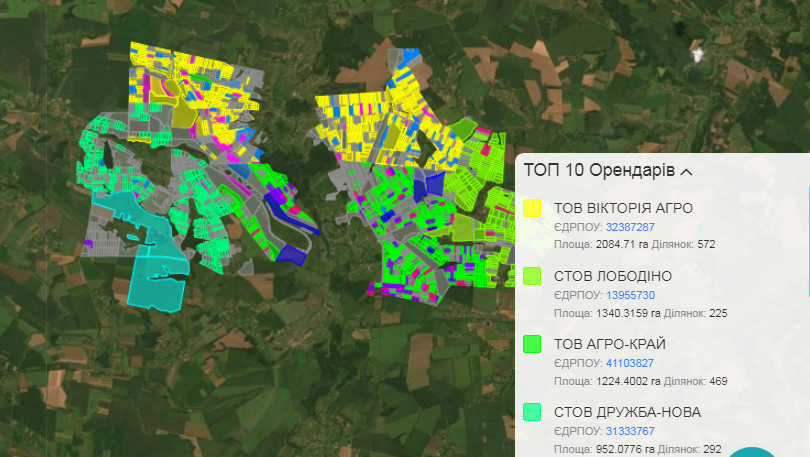 ТОП 10 Орендарів
ТОВ ВІКТОРІЯ АГРО
ЄДРПОУ: 32387287
Площа: 2084.71 га Ділянок: 572
СТОВ ЛОБОДІНО
ЄДРПОУ: 13955730
Площа: 1340.3159 га Ділянок: 225
ТОВ АГРО-КРАЙ
ЄДРПОУ: 41103827
Площа: 1224.4002 га Ділянок: 469
СТОВ ДРУЖБА-НОВА
ЄДРПОУ: 31333767
Площа: 952.0776 га Ділянок: 292